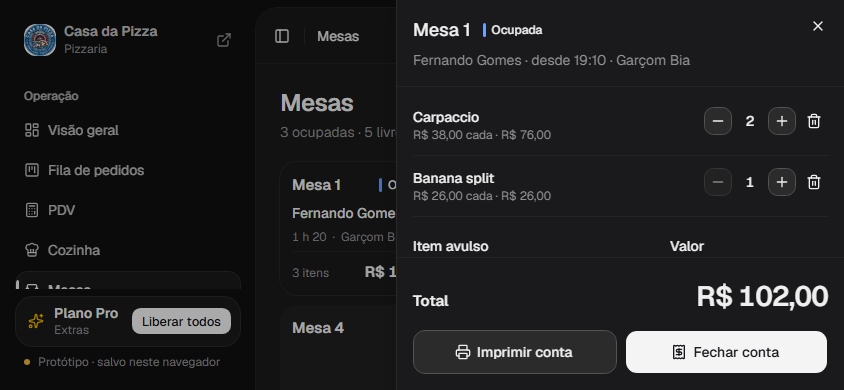 Casa da Pizza
Pizzaria
Operação
Visão geral
Fila de pedidos
PDV
Cozinha
Plano Pro
Extras
Liberar todos
Protótipo · salvo neste navegador
Mesas
Mesas
3 ocupadas · 5
Mesa 1
Fernando
1 h 20 · Garçom
3 itens
R$
Mesa 4
Mesa 1
Ocupada
Fernando Gomes · desde 19:10 · Garçom Bia
Carpaccio
R$ 38,00 cada · R$ 76,00
2
Banana split
R$ 26,00 cada · R$ 26,00
1
Item avulso
Valor
Total
R$ 102,00
Imprimir conta
Fechar conta